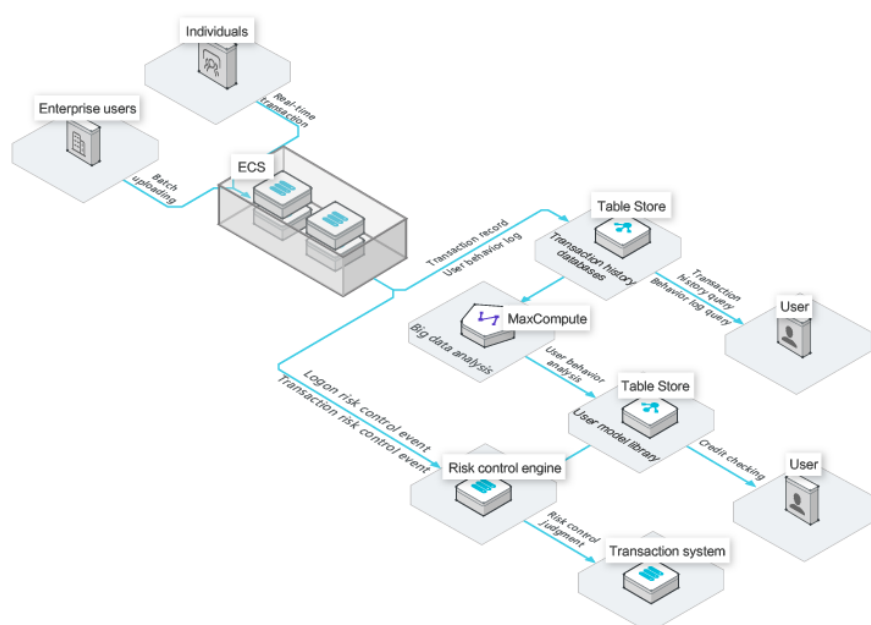 Individuals
Real-time
transaction
Enterprise users
Batch
uploading
ECS
Transaction record
User behavior log
Table Store
Transaction history
databases
Transaction
history query
Behavior log query
User
MaxCompute
Big data analysis
User behavior
analysis
Table Store
User model library
Credit checking
User
Logon risk control event
Transaction risk control event
Risk control engine
Risk control
judgment
Transaction system